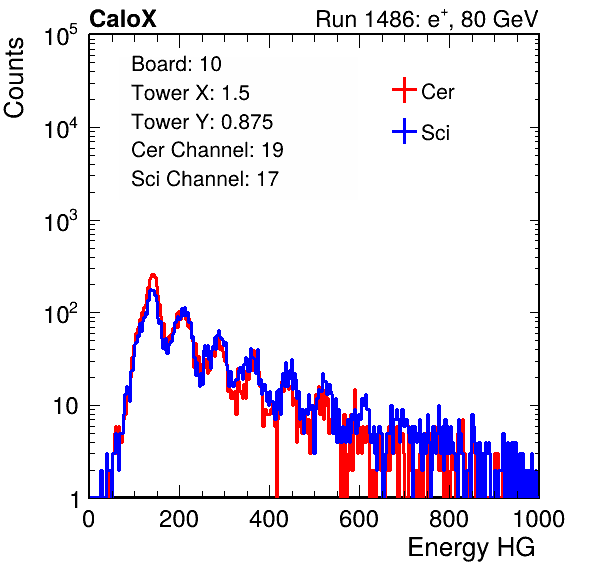 CaloX Run 1486: e⁺, 80 GeV
Board: 10
Tower X: 1.5
Tower Y: 0.875
Cer Channel: 19
Sci Channel: 17
Cer
Sci
Counts
10⁵
10⁴
10³
10²
10
1
0 200 400 600 800 1000
Energy HG